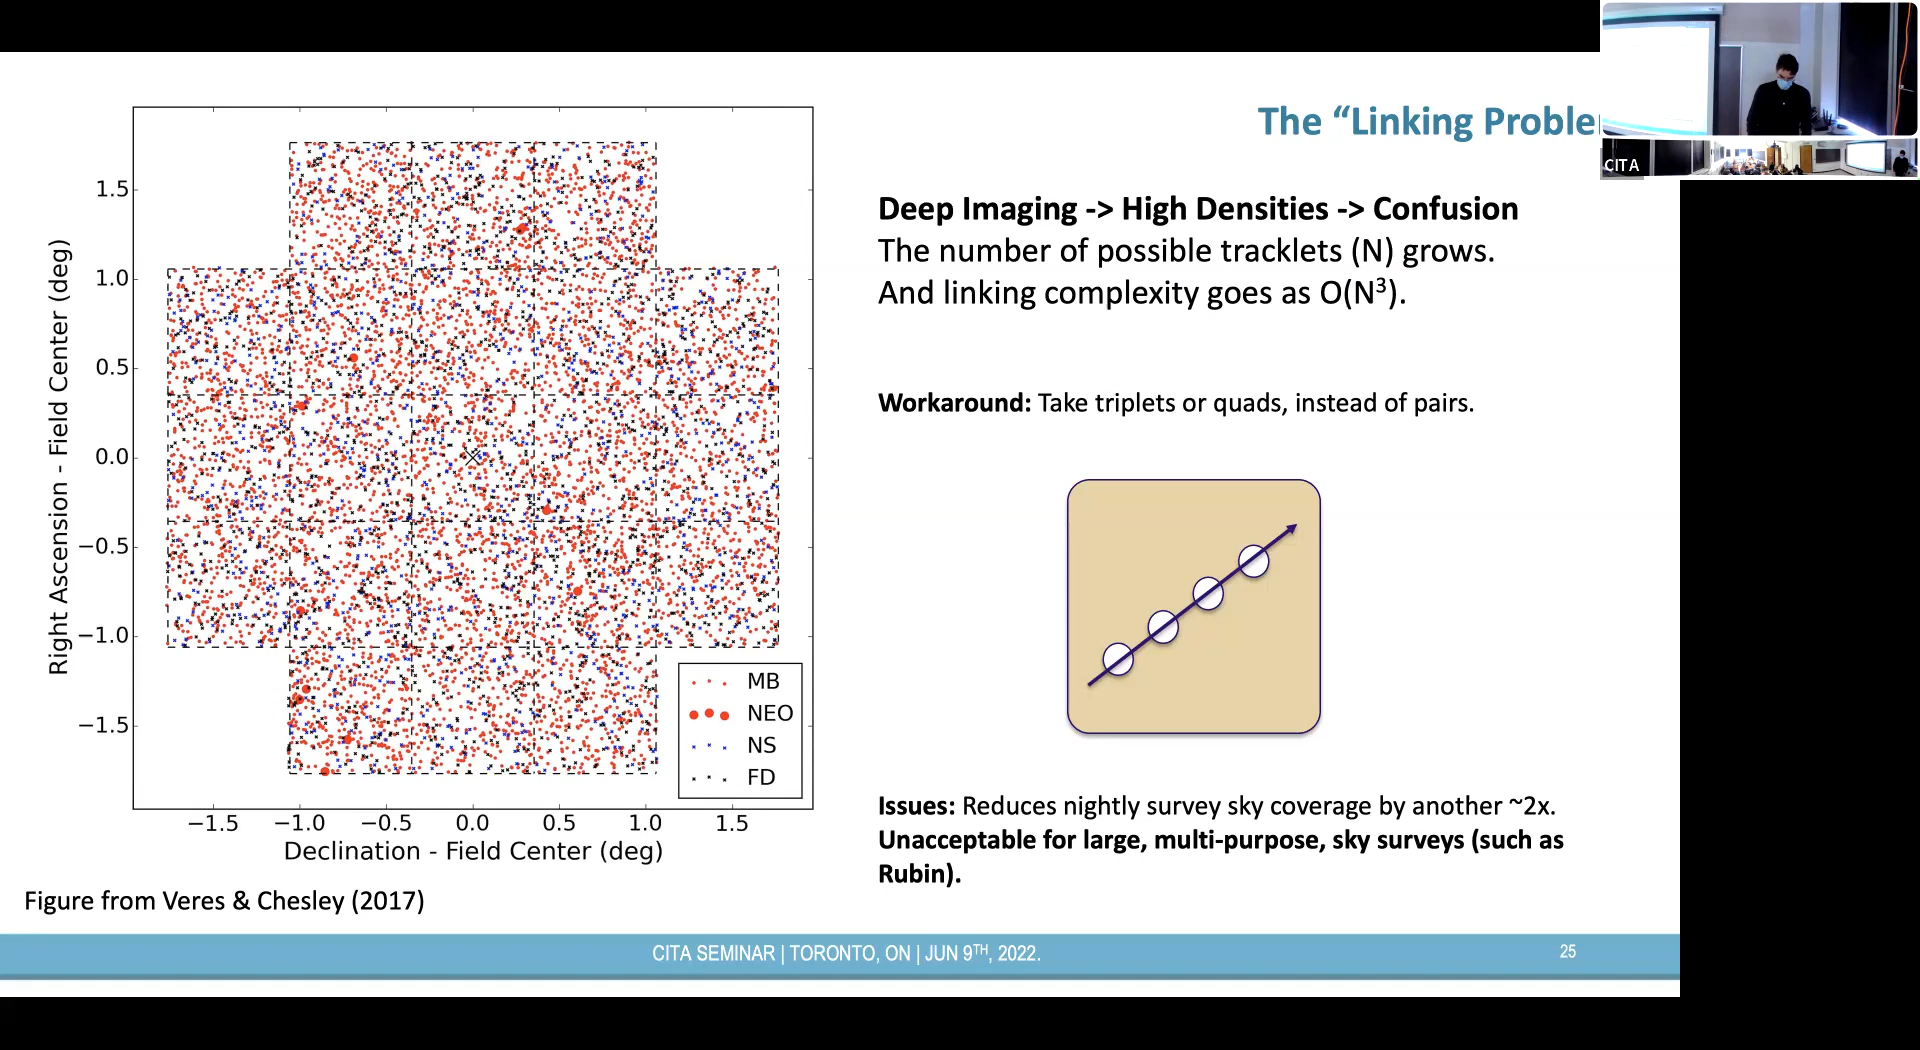 The “Linking Proble
CITA
Deep Imaging -> High Densities -> Confusion
The number of possible tracklets (N) grows.
And linking complexity goes as O(N³).
Workaround: Take triplets or quads, instead of pairs.
Issues: Reduces nightly survey sky coverage by another ~2x.
Unacceptable for large, multi-purpose, sky surveys (such as
Rubin).
Right Ascension - Field Center (deg)
1.5
1.0
0.5
0.0
−0.5
−1.0
−1.5
MB
NEO
NS
FD
−1.5 −1.0 −0.5 0.0 0.5 1.0 1.5
Declination - Field Center (deg)
Figure from Veres & Chesley (2017)
CITA SEMINAR | TORONTO, ON | JUN 9TH, 2022.
25